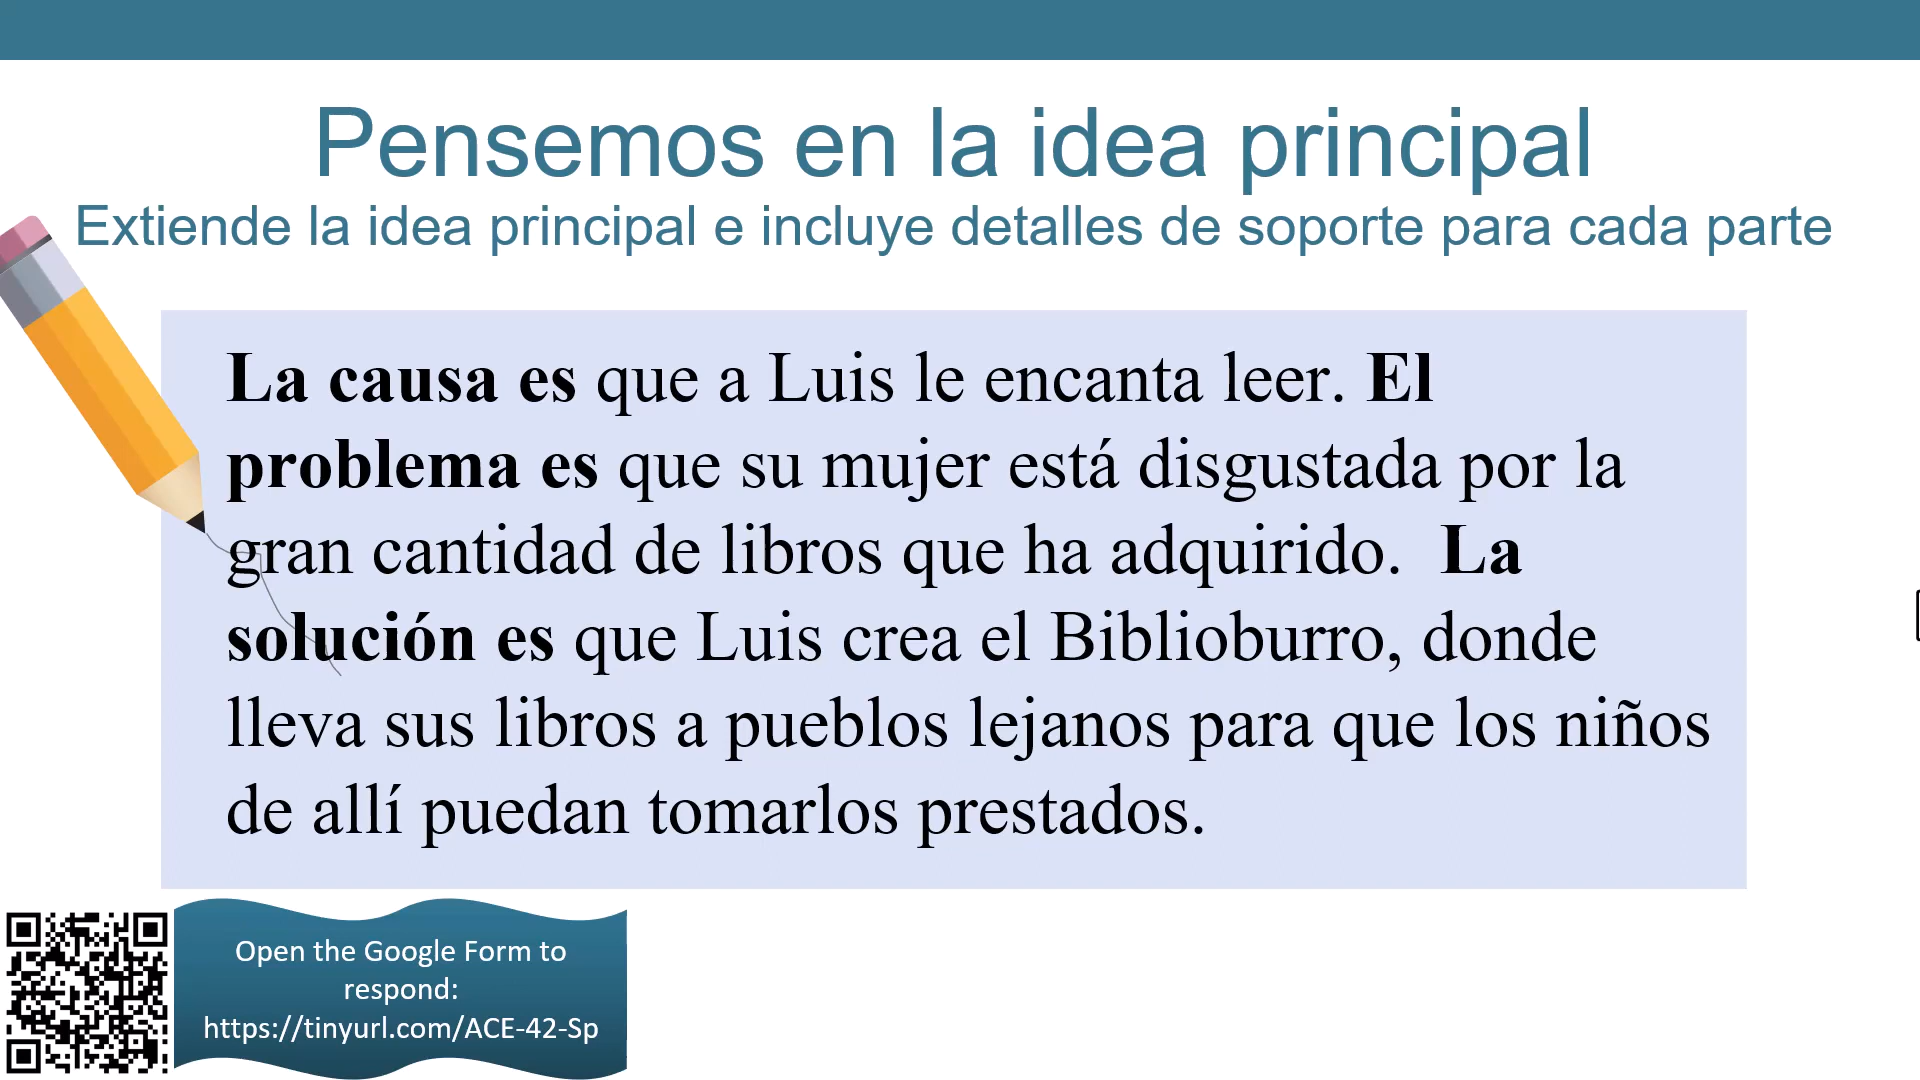 Pensemos en la idea principal
Extiende la idea principal e incluye detalles de soporte para cada parte
La causa es que a Luis le encanta leer. El
problema es que su mujer está disgustada por la
gran cantidad de libros que ha adquirido. La
solución es que Luis crea el Biblioburro, donde
lleva sus libros a pueblos lejanos para que los niños
de allí puedan tomarlos prestados.
Open the Google Form to
respond:
https://tinyurl.com/ACE-42-Sp